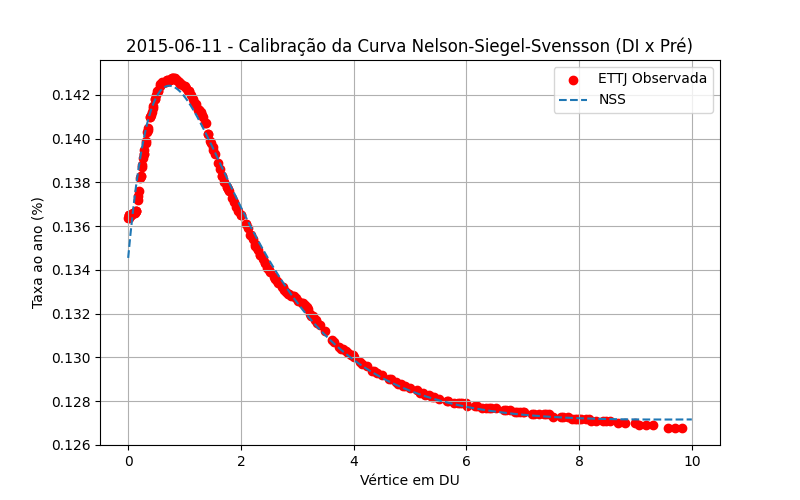 2015-06-11 - Calibração da Curva Nelson-Siegel-Svensson (DI x Pré)
ETTJ Observada
NSS
Taxa ao ano (%)
0.142
0.140
0.138
0.136
0.134
0.132
0.130
0.128
0.126
0 2 4 6 8 10
Vértice em DU